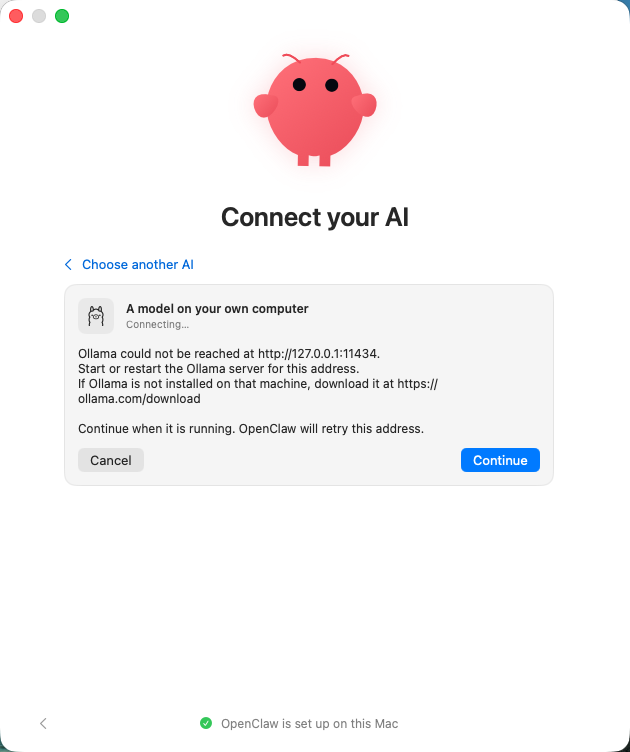 Connect your AI
Choose another AI
A model on your own computer
Connecting...
Ollama could not be reached at http://127.0.0.1:11434.
Start or restart the Ollama server for this address.
If Ollama is not installed on that machine, download it at https://
ollama.com/download
Continue when it is running. OpenClaw will retry this address.
Cancel
Continue
OpenClaw is set up on this Mac